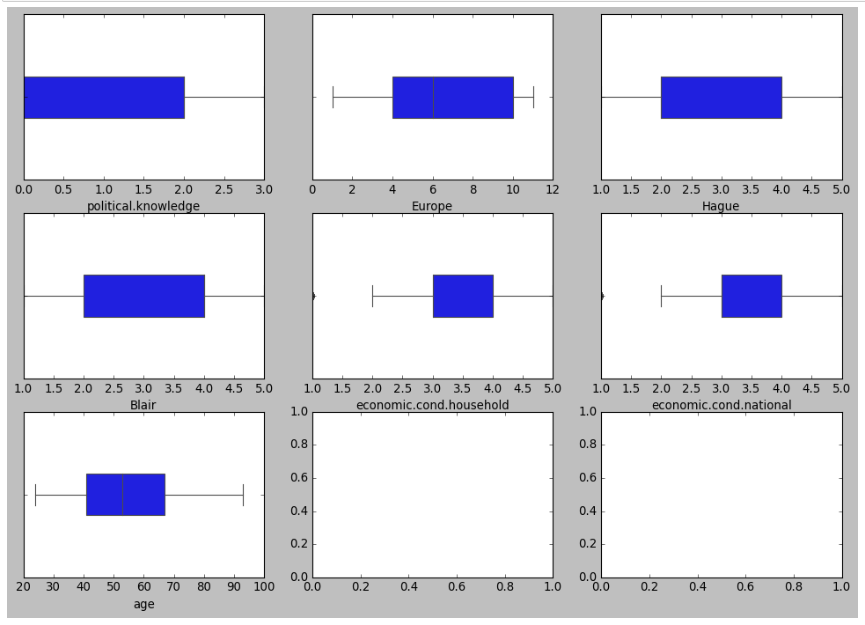 0.0 0.5 1.0 1.5 2.0 2.5 3.0
political.knowledge
0 2 4 6 8 10 12
Europe
1.0 1.5 2.0 2.5 3.0 3.5 4.0 4.5 5.0
Hague
1.0 1.5 2.0 2.5 3.0 3.5 4.0 4.5 5.0
Blair
1.0 1.5 2.0 2.5 3.0 3.5 4.0 4.5 5.0
economic.cond.household
1.0 1.5 2.0 2.5 3.0 3.5 4.0 4.5 5.0
economic.cond.national
20 30 40 50 60 70 80 90 100
age
1.0
0.8
0.6
0.4
0.2
0.0
0.0 0.2 0.4 0.6 0.8 1.0
1.0
0.8
0.6
0.4
0.2
0.0
0.0 0.2 0.4 0.6 0.8 1.0